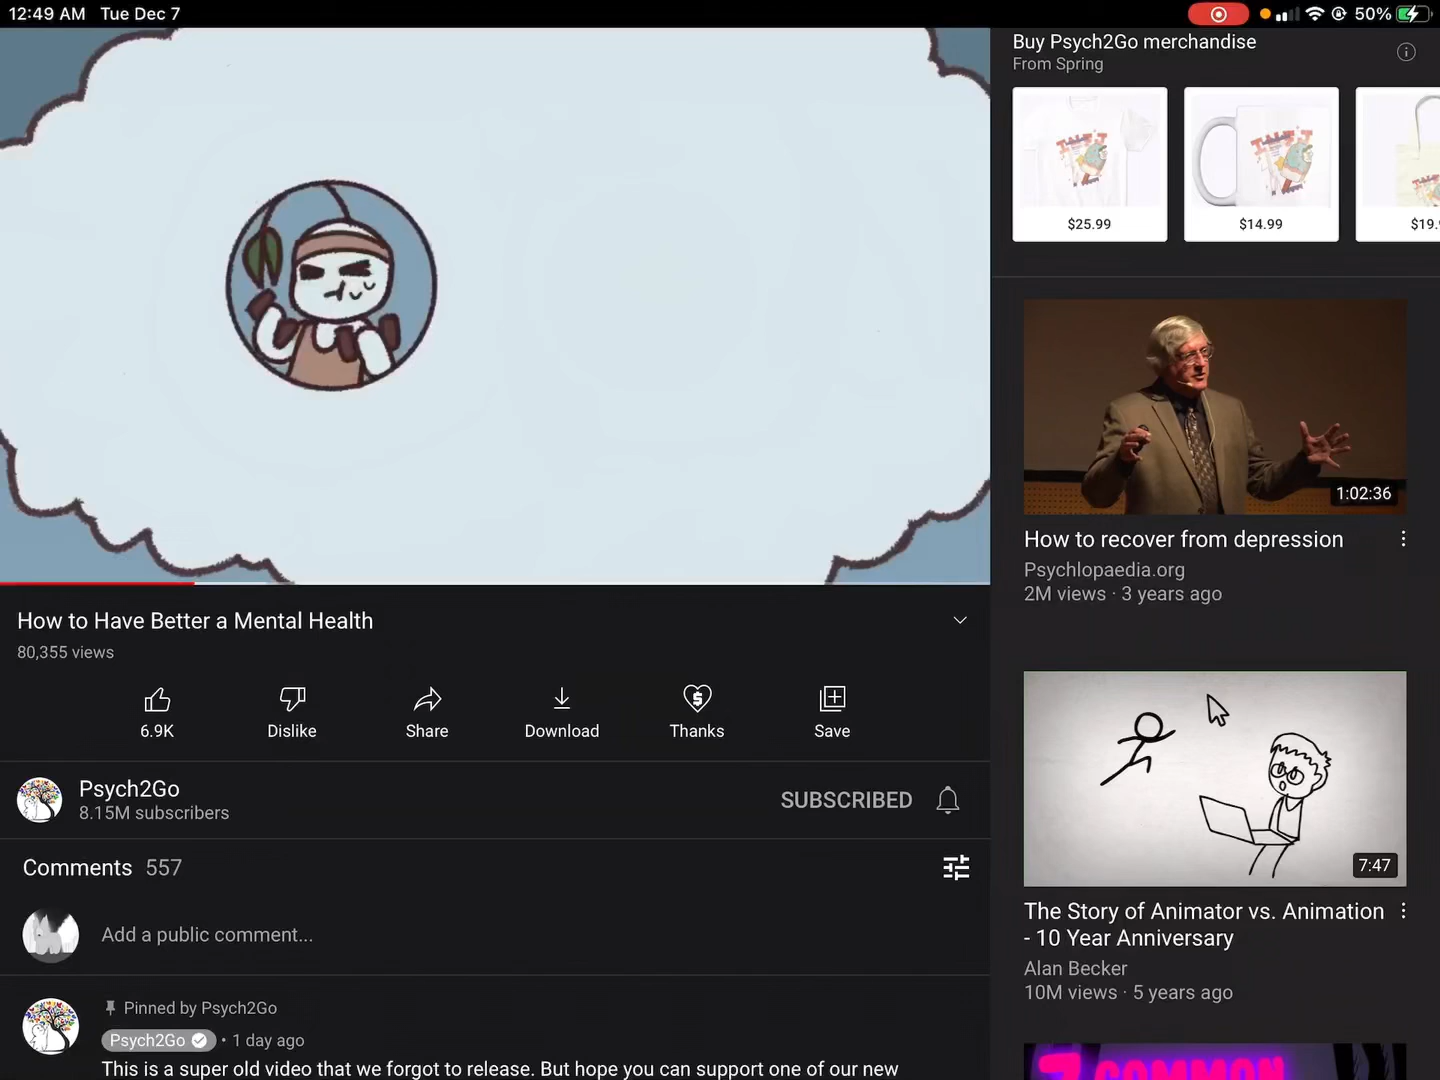 12:49 AM Tue Dec 7
50%
Buy Psych2Go merchandise
From Spring
$25.99
$14.99
$19.9
1:02:36
How to recover from depression
Psychlopaedia.org
2M views · 3 years ago
How to Have Better a Mental Health
80,355 views
6.9K
Dislike
Share
Download
Thanks
Save
Psych2Go
8.15M subscribers
SUBSCRIBED
Comments 557
Add a public comment...
Pinned by Psych2Go
Psych2Go • 1 day ago
This is a super old video that we forgot to release. But hope you can support one of our new
7:47
The Story of Animator vs. Animation
- 10 Year Anniversary
Alan Becker
10M views · 5 years ago
7 COMMON